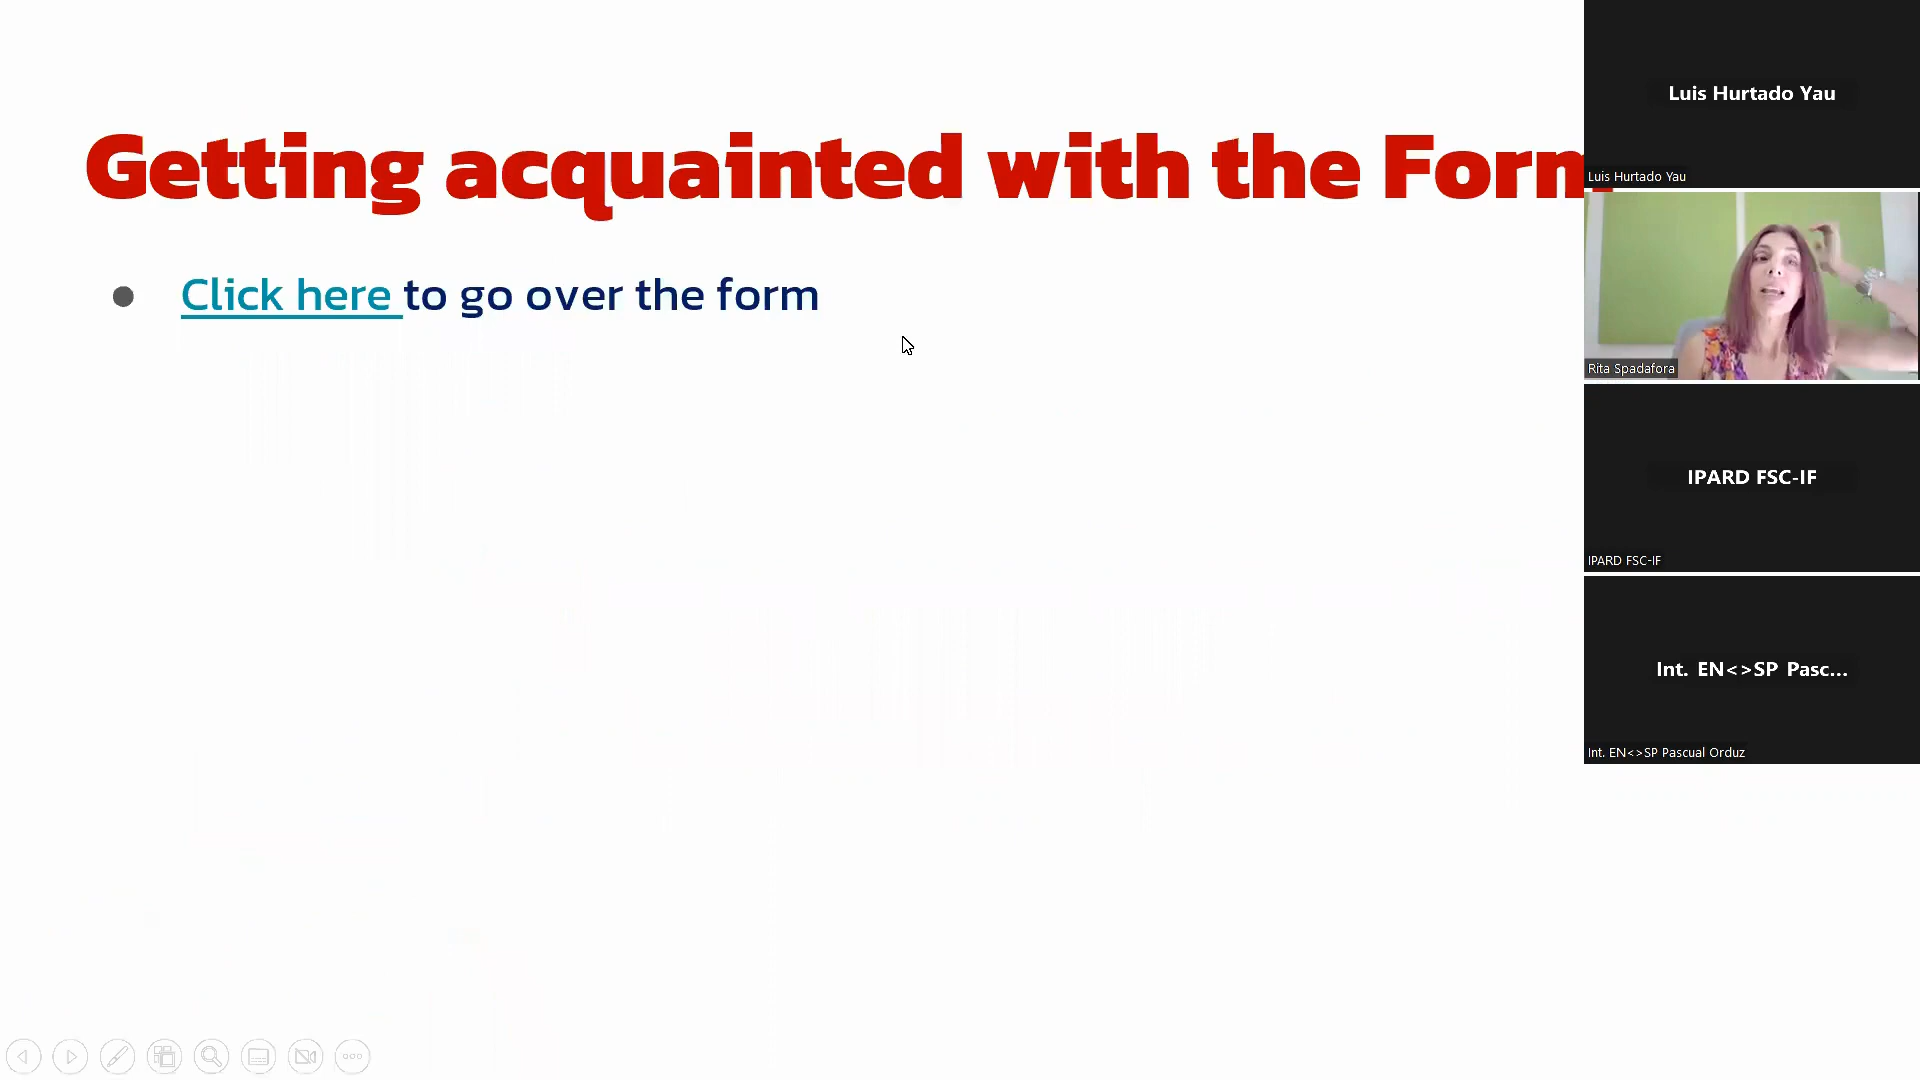 Getting acquainted with the Form
Click here to go over the form
Luis Hurtado Yau
Luis Hurtado Yau
Rita Spadafora
IPARD FSC-IF
IPARD FSC-IF
Int. EN<>SP Pasc...
Int. EN<>SP Pascual Orduz